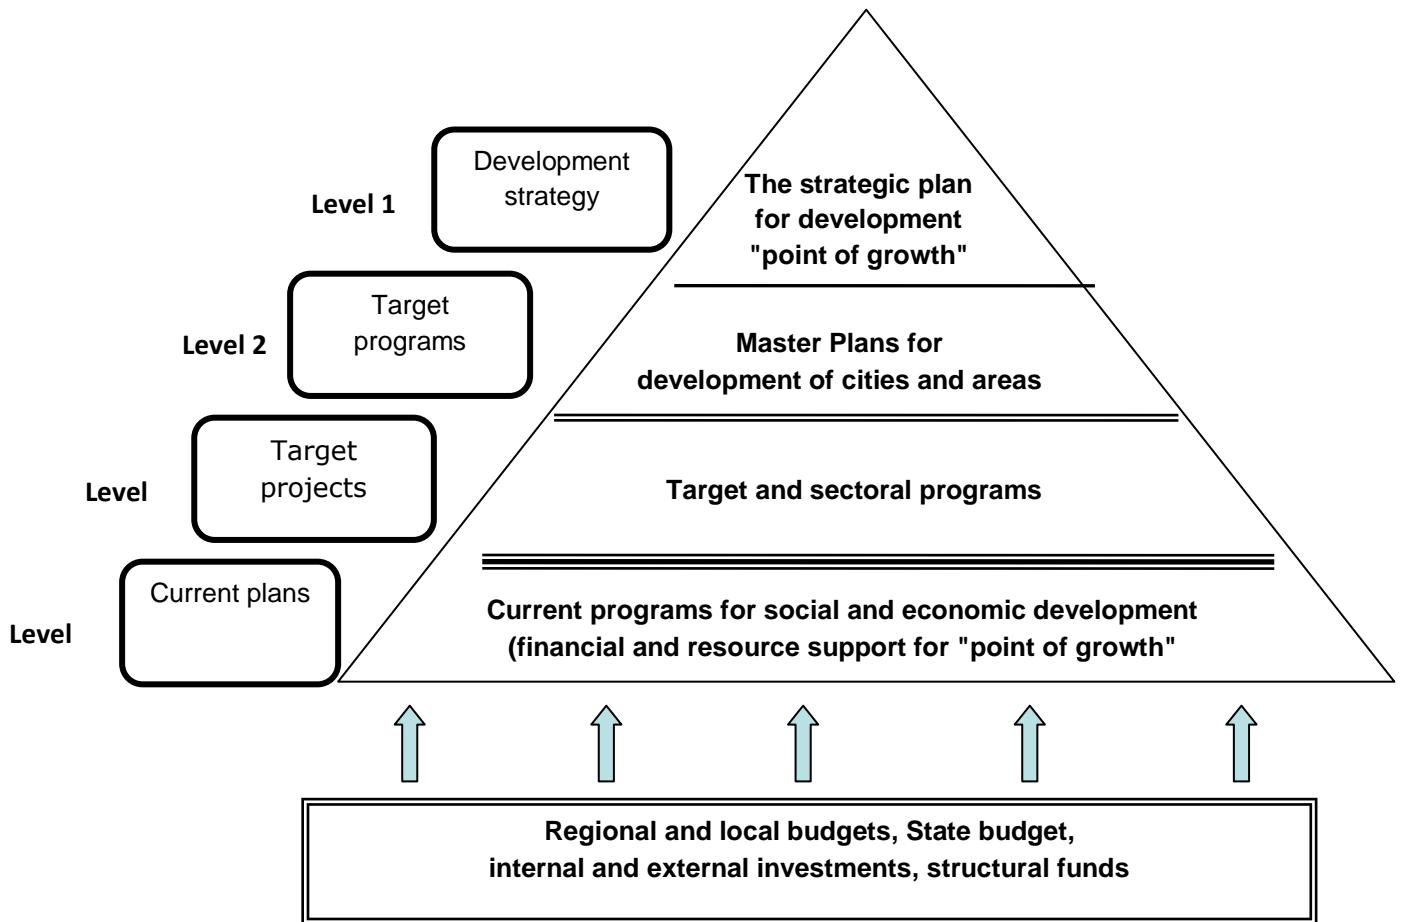 Development
strategy
Level 1
The strategic plan
for development
"point of growth"
Target
programs
Level 2
Master Plans for
development of cities and areas
Target
projects
Level
Target and sectoral programs
Current plans
Level
Current programs for social and economic development
(financial and resource support for "point of growth"
Regional and local budgets, State budget,
internal and external investments, structural funds